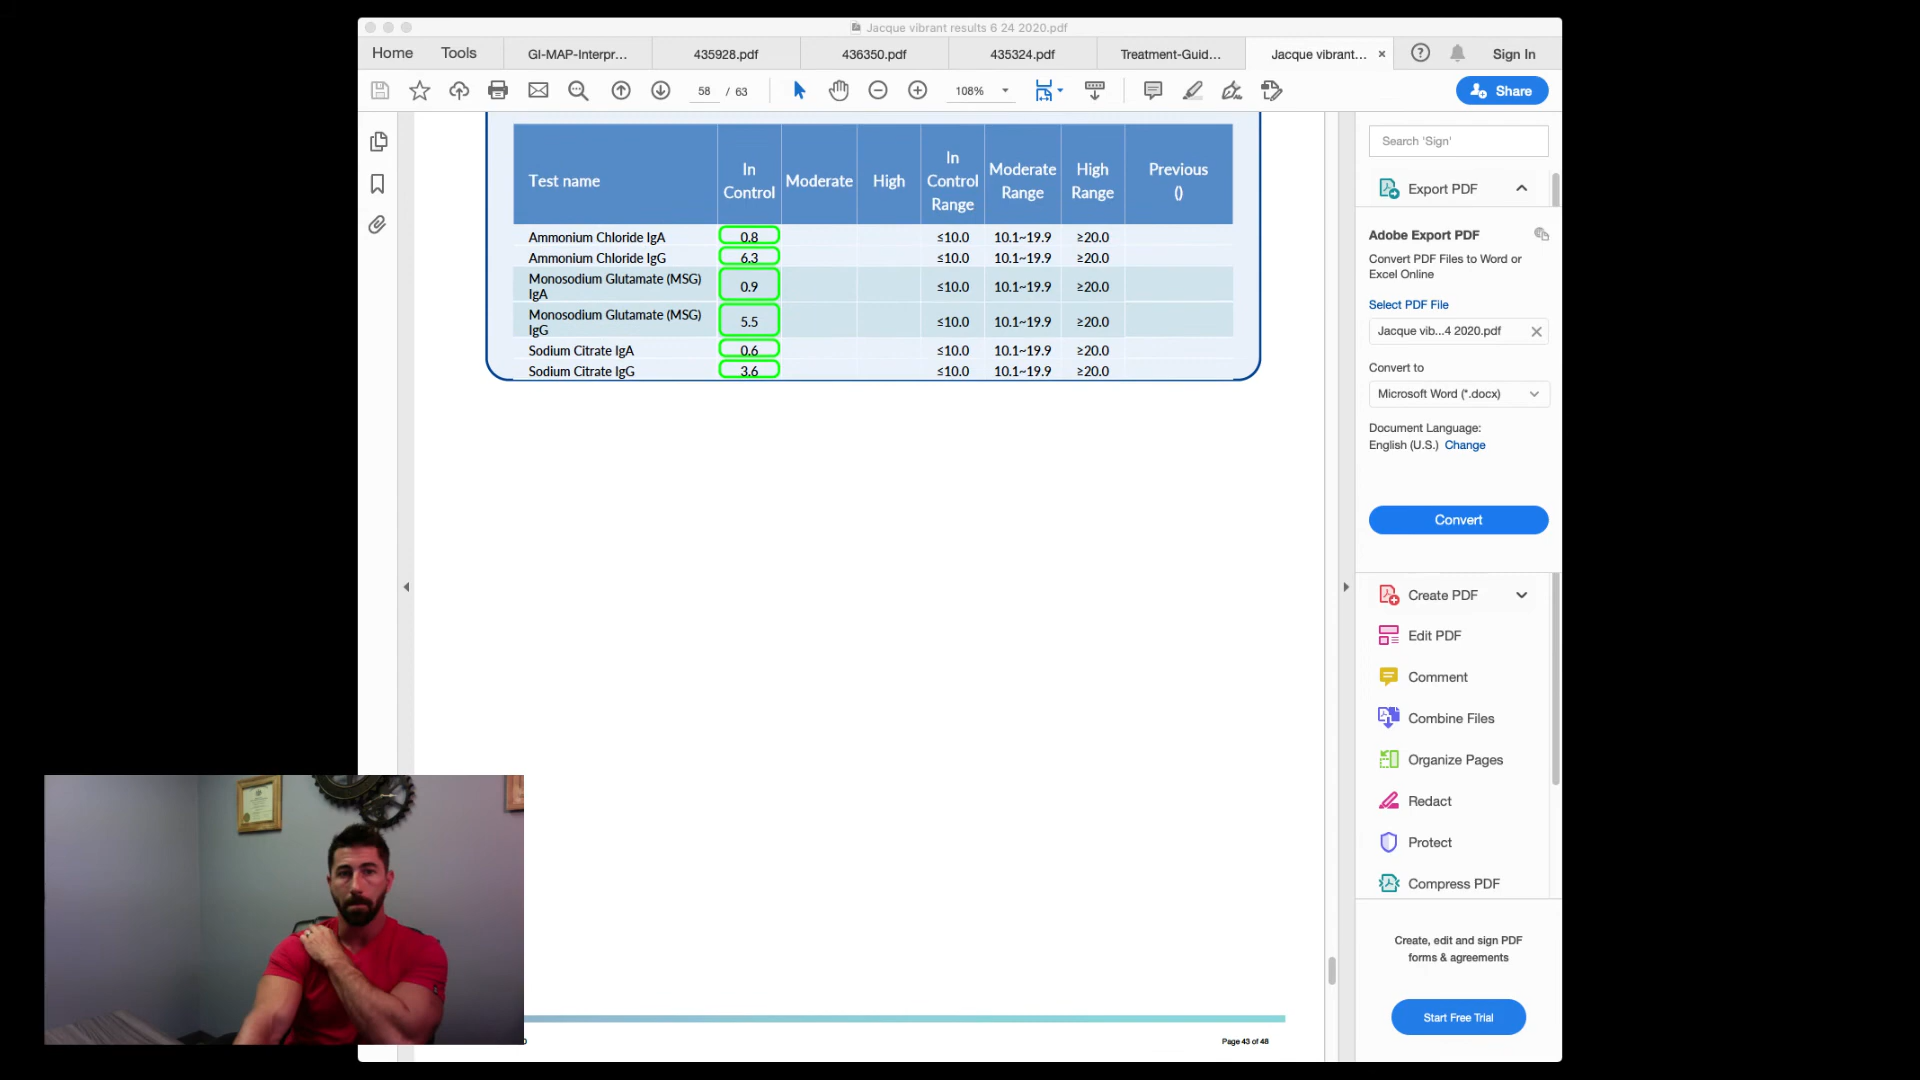 Jacque vibrant results 6 24 2020.pdf
Home Tools GI-MAP-Interpr... 435928.pdf 436350.pdf 435324.pdf Treatment-Guid... Jacque vibrant... × ? Sign In
58 / 63 108% Share
Test name In Control Moderate High In Control Range Moderate Range High Range Previous ()
Ammonium Chloride IgA 0.8 ≤10.0 10.1~19.9 ≥20.0
Ammonium Chloride IgG 6.3 ≤10.0 10.1~19.9 ≥20.0
Monosodium Glutamate (MSG) IgA 0.9 ≤10.0 10.1~19.9 ≥20.0
Monosodium Glutamate (MSG) IgG 5.5 ≤10.0 10.1~19.9 ≥20.0
Sodium Citrate IgA 0.6 ≤10.0 10.1~19.9 ≥20.0
Sodium Citrate IgG 3.6 ≤10.0 10.1~19.9 ≥20.0
Page 43 of 48
Search 'Sign'
Export PDF
Adobe Export PDF
Convert PDF Files to Word or
Excel Online
Select PDF File
Jacque vib...4 2020.pdf
Convert to
Microsoft Word (*.docx)
Document Language:
English (U.S.) Change
Convert
Create PDF
Edit PDF
Comment
Combine Files
Organize Pages
Redact
Protect
Compress PDF
Create, edit and sign PDF
forms & agreements
Start Free Trial